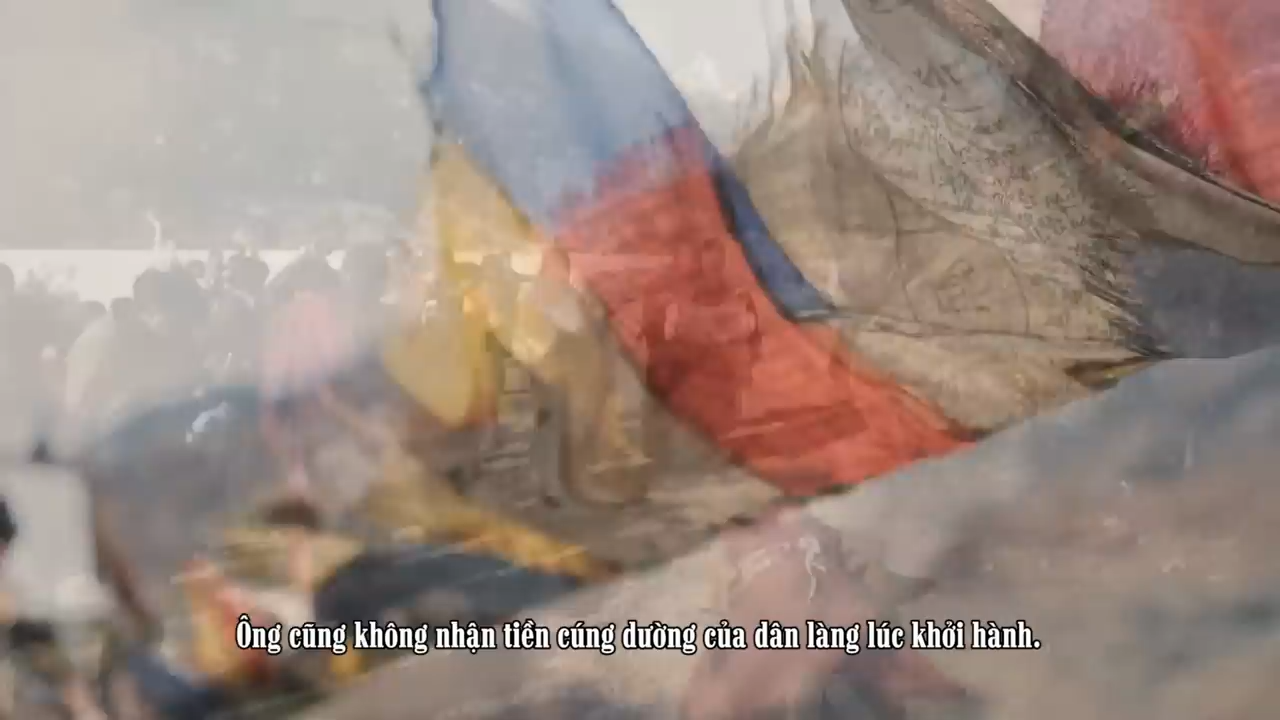 Ông cũng không nhận tiền cúng dường của dân làng lúc khởi hành.